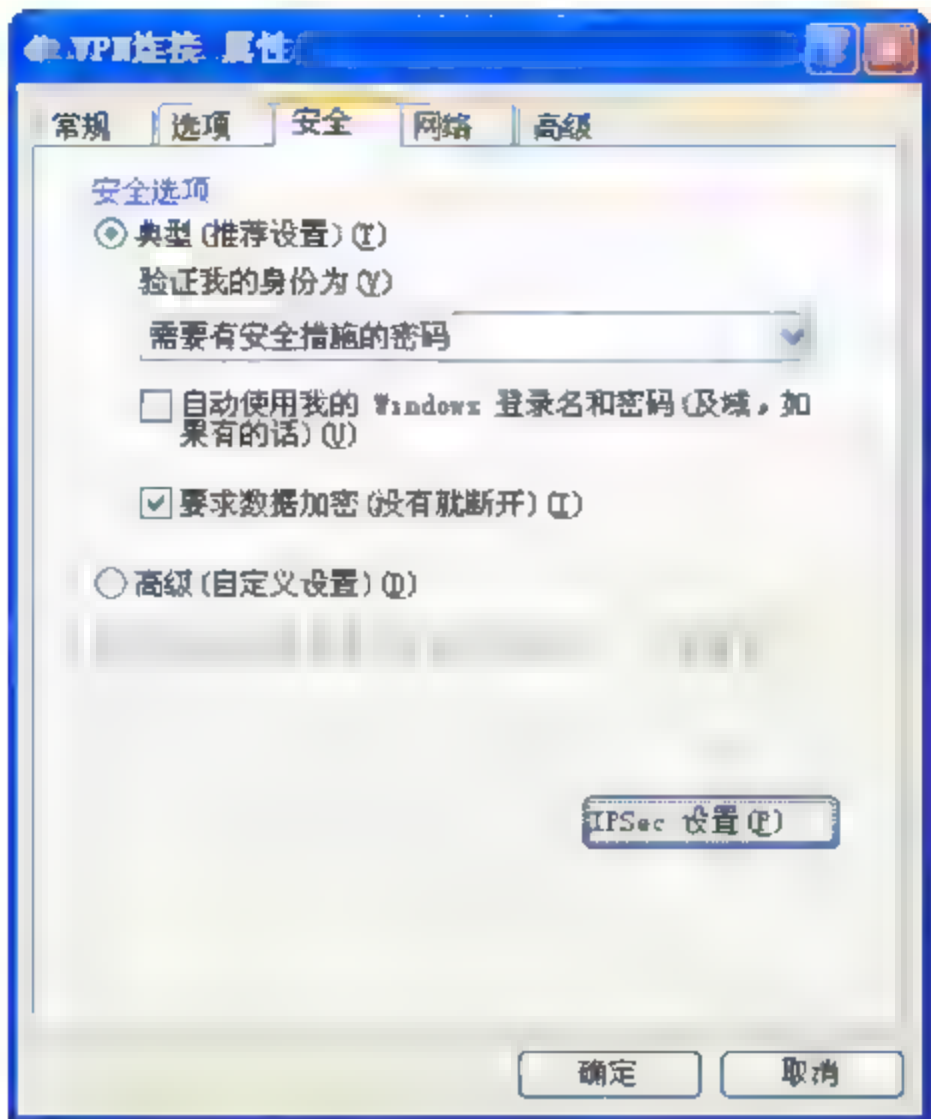 VPN连接 属性
常规
选项
安全
网络
高级
安全选项
典型(推荐设置)(T)
验证我的身份为(V)
需要有安全措施的密码
自动使用我的 Windows 登录名和密码(及域，如
果有的话)(U)
要求数据加密(没有就断开)(I)
高级(自定义设置)(D)
IPSec 设置(P)
确定
取消